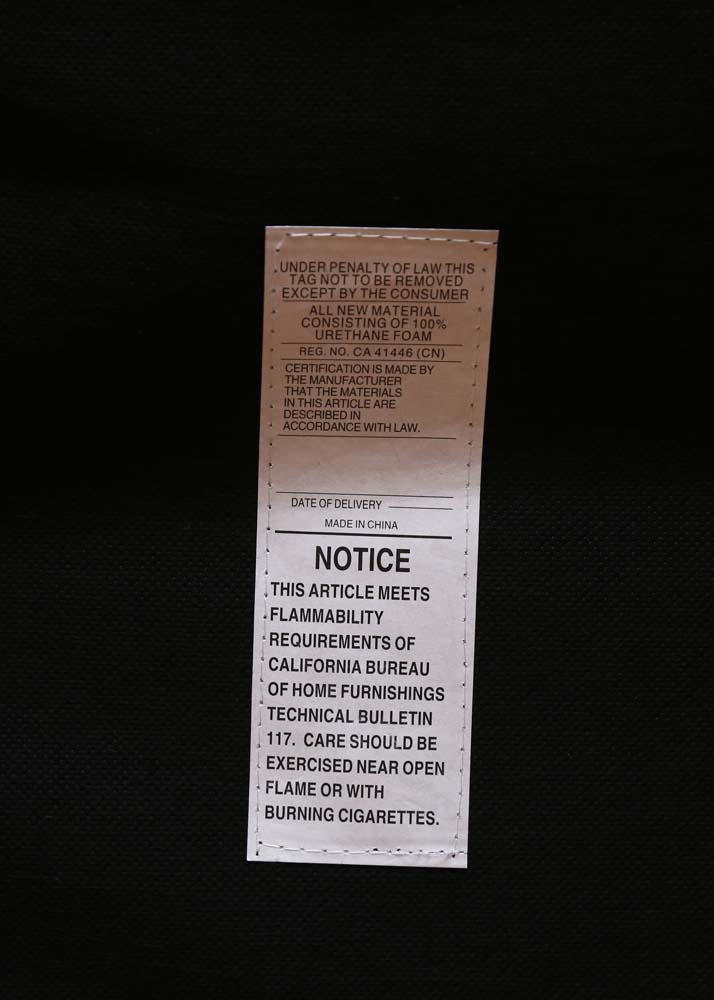 UNDER PENALTY OF LAW THIS
TAG NOT TO BE REMOVED
EXCEPT BY THE CONSUMER
ALL NEW MATERIAL
CONSISTING OF 100%
URETHANE FOAM
REG. NO. CA 41446 (CN)
CERTIFICATION IS MADE BY
THE MANUFACTURER
THAT THE MATERIALS
IN THIS ARTICLE ARE
DESCRIBED IN
ACCORDANCE WITH LAW.
DATE OF DELIVERY
MADE IN CHINA
NOTICE
THIS ARTICLE MEETS
FLAMMABILITY
REQUIREMENTS OF
CALIFORNIA BUREAU
OF HOME FURNISHINGS
TECHNICAL BULLETIN
117. CARE SHOULD BE
EXERCISED NEAR OPEN
FLAME OR WITH
BURNING CIGARETTES.